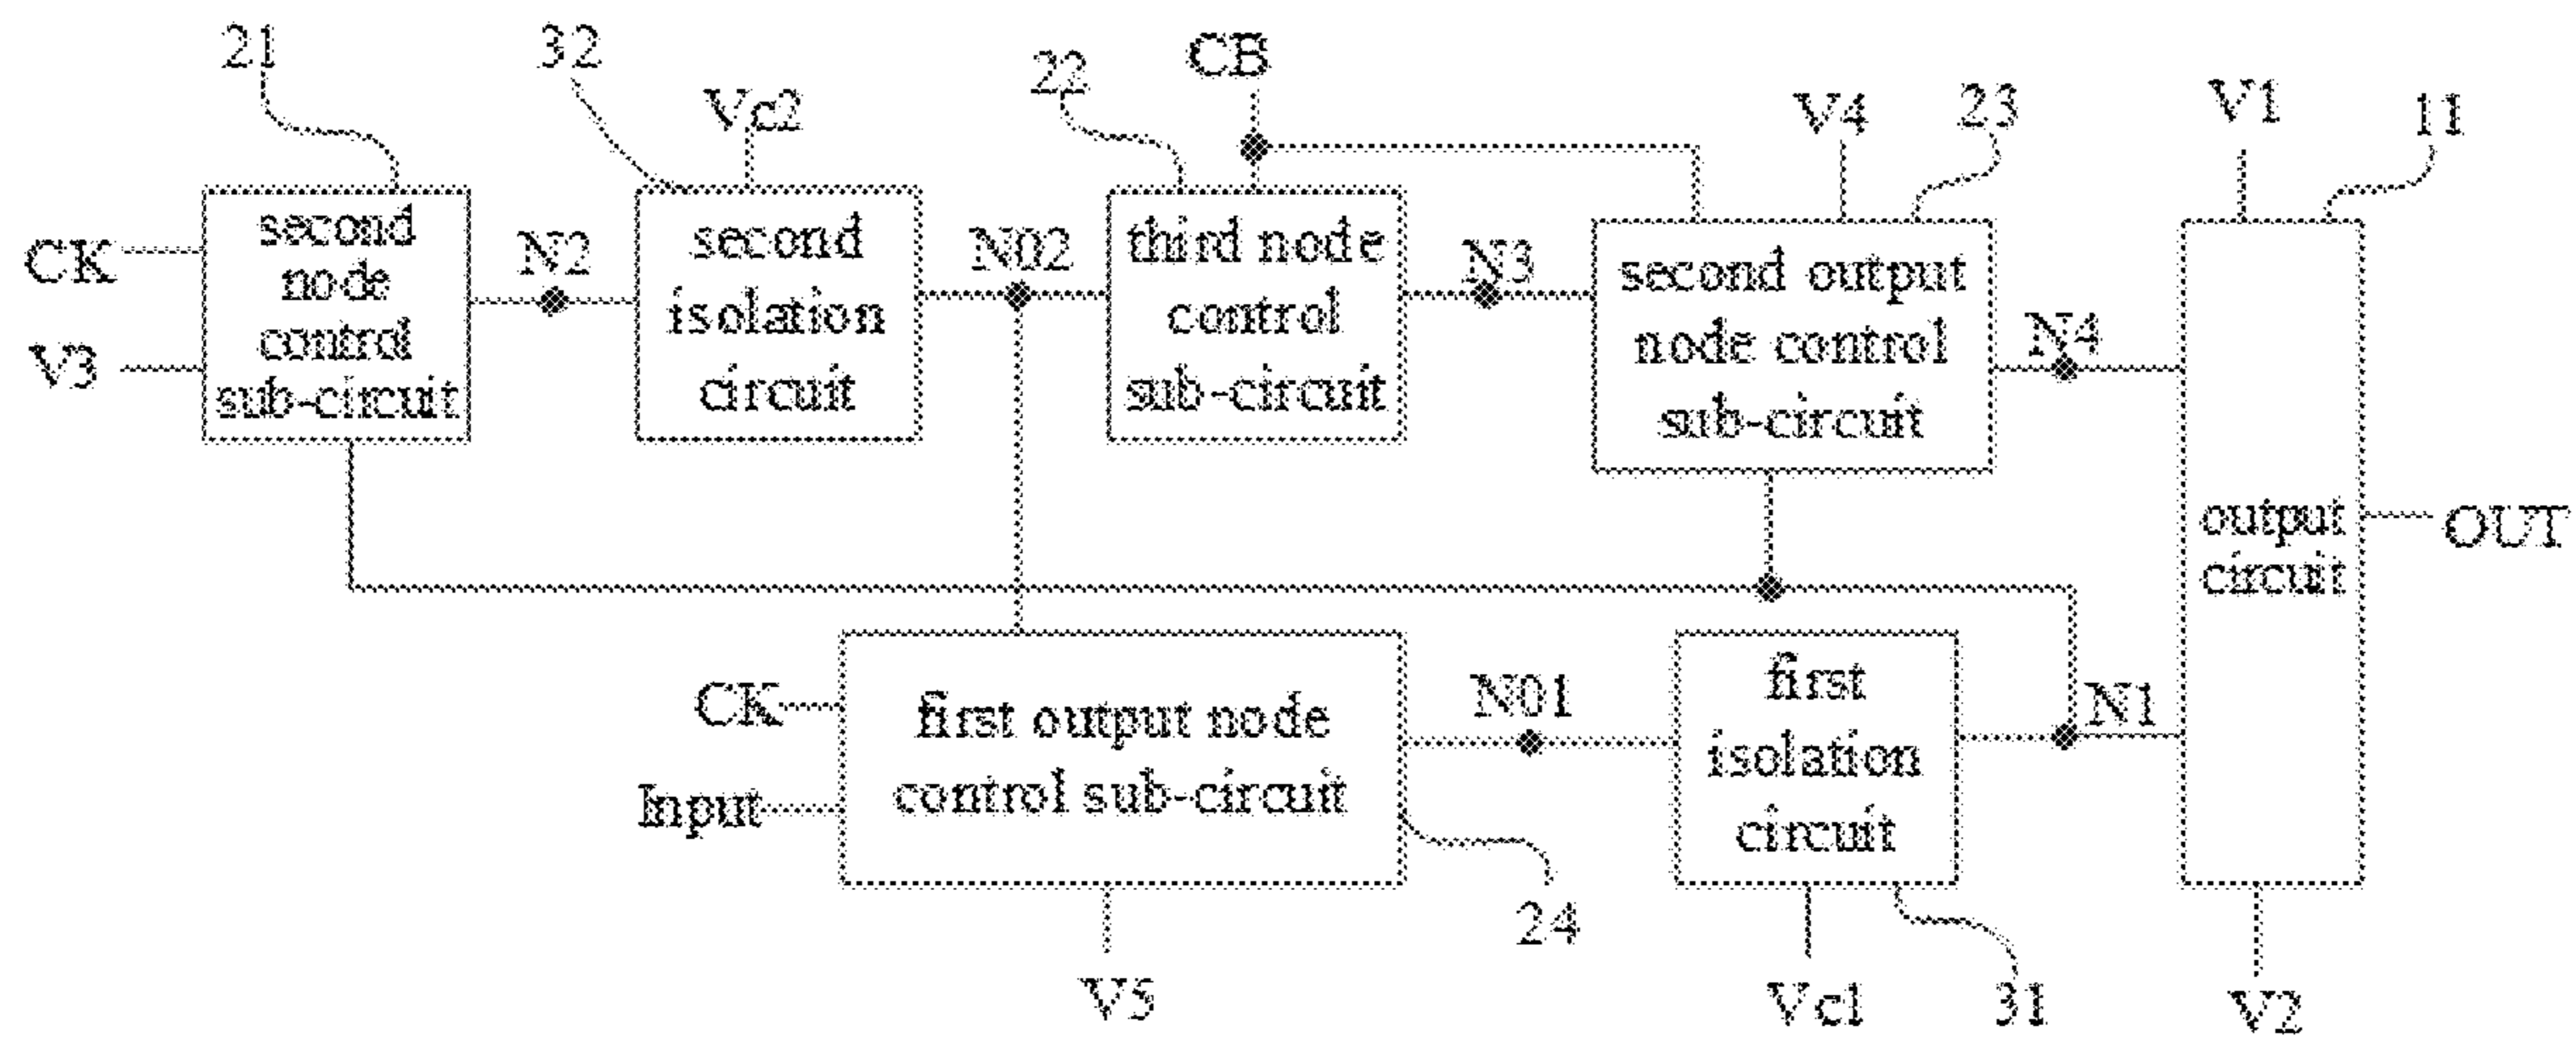 21
32
22
CB
23
11
Vc2
V4
V1
CK
V3
second
node
control
sub-circuit
N2
second
isolation
circuit
N02
third node
control
sub-circuit
N3
second output
node control
sub-circuit
N4
output
circuit
OUT
CK
Input
first output node
control sub-circuit
N01
first
isolation
circuit
N1
24
V5
Vc1
31
V2